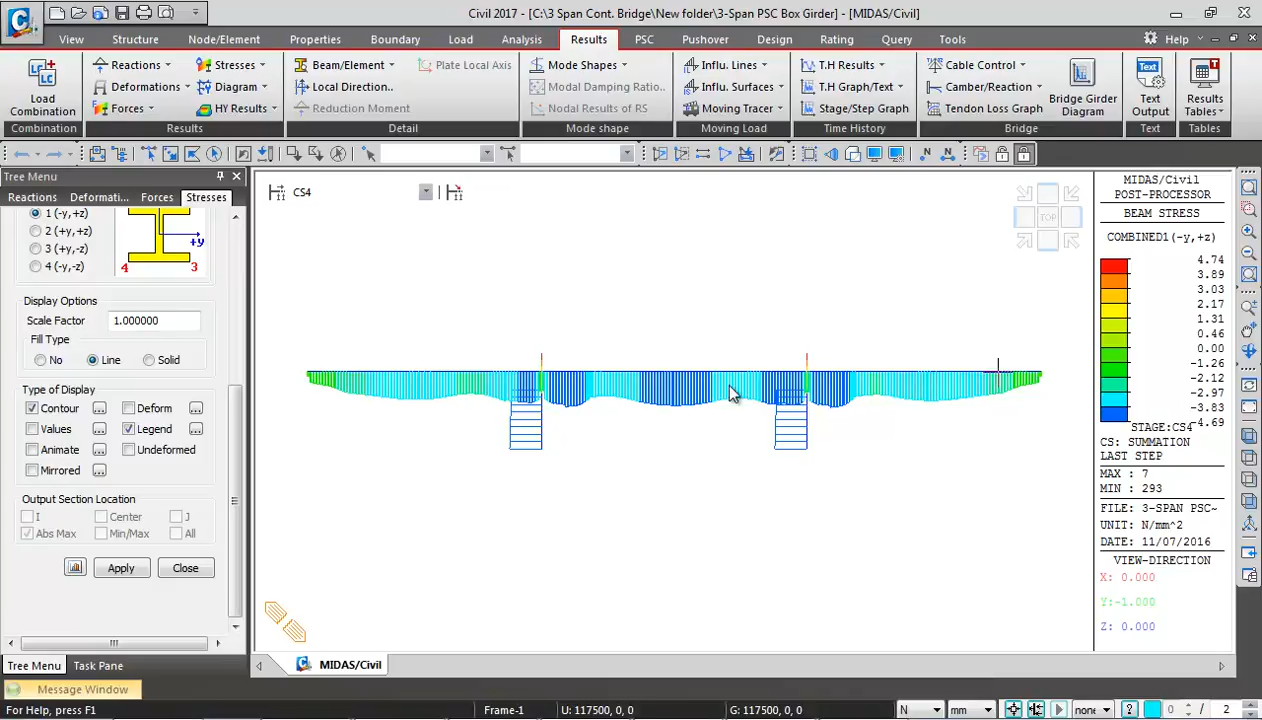 Civil 2017 - [C:\3 Span Cont. Bridge\New folder\3-Span PSC Box Girder] - [MIDAS/Civil]
View Structure Node/Element Properties Boundary Load Analysis Results PSC Pushover Design Rating Query Tools Help
Load Combination
Reactions
Deformations
Forces
Stresses
Diagram
HY Results
Beam/Element
Local Direction..
Reduction Moment
Plate Local Axis
Mode Shapes
Modal Damping Ratio..
Nodal Results of RS
Influ. Lines
Influ. Surfaces
Moving Tracer
T.H Results
T.H Graph/Text
Stage/Step Graph
Cable Control
Camber/Reaction
Tendon Loss Graph
Bridge Girder Diagram
Text Output
Results Tables
Combination Results Detail Mode shape Moving Load Time History Bridge Text Tables
Tree Menu
Reactions Deformati... Forces Stresses
1 (-y,+z)
2 (+y,+z)
3 (+y,-z)
4 (-y,-z)
+y
4 3
Display Options
Scale Factor 1.000000
Fill Type
No Line Solid
Type of Display
Contour ... Deform ...
Values ... Legend ...
Animate ... Undeformed
Mirrored ...
Output Section Location
I Center J
Abs Max Min/Max All
Apply Close
Tree Menu Task Pane
CS4
TOP
MIDAS/Civil
POST-PROCESSOR
BEAM STRESS
COMBINED1(-y,+z)
4.74
3.89
3.03
2.17
1.31
0.46
0.00
-1.26
-2.12
-2.97
-3.83
-4.69
STAGE:CS4
CS: SUMMATION
LAST STEP
MAX : 7
MIN : 293
FILE: 3-SPAN PSC~
UNIT: N/mm^2
DATE: 11/07/2016
VIEW-DIRECTION
X: 0.000
Y:-1.000
Z: 0.000
MIDAS/Civil
Message Window
For Help, press F1 Frame-1 U: 117500, 0, 0 G: 117500, 0, 0 N mm none ? 0 / 2